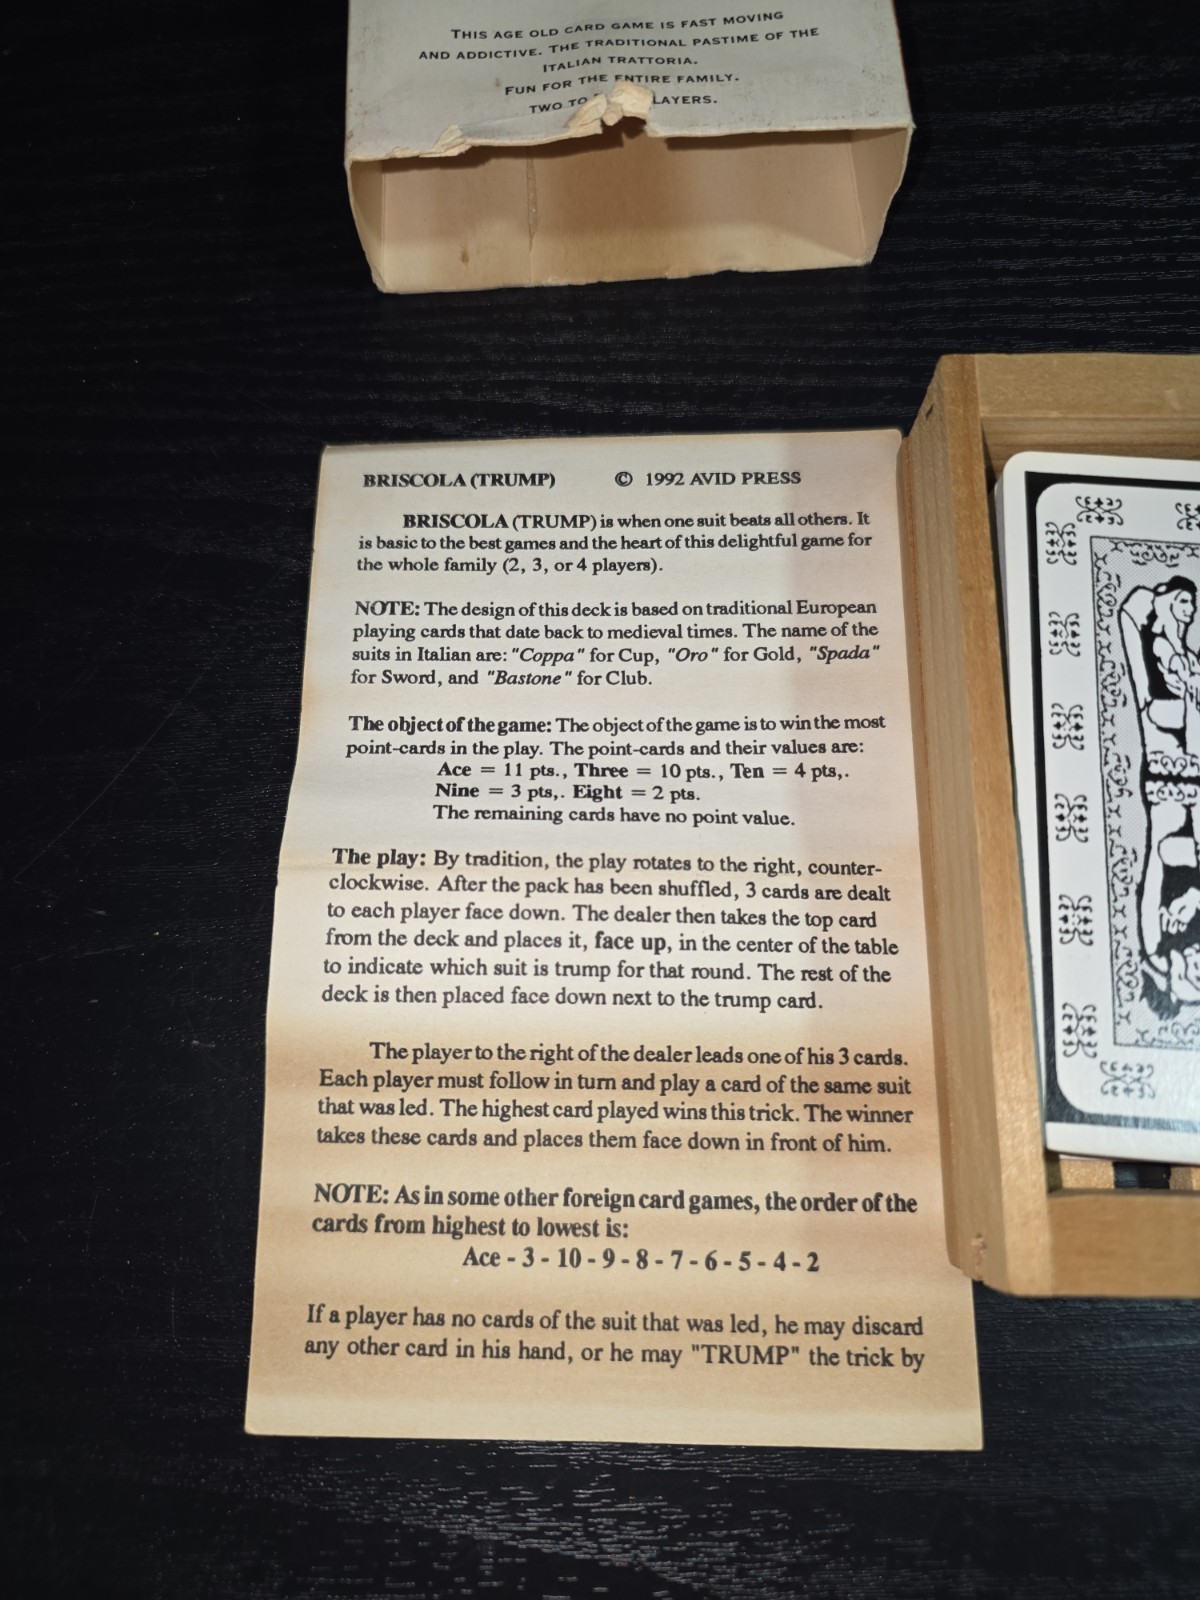 THIS AGE OLD CARD GAME IS FAST MOVING
AND ADDICTIVE. THE TRADITIONAL PASTIME OF THE
ITALIAN TRATTORIA.
FUN FOR THE ENTIRE FAMILY.
TWO TO LAYERS.
BRISCOLA (TRUMP) © 1992 AVID PRESS
BRISCOLA (TRUMP) is when one suit beats all others. It
is basic to the best games and the heart of this delightful game for
the whole family (2, 3, or 4 players).
NOTE: The design of this deck is based on traditional European
playing cards that date back to medieval times. The name of the
suits in Italian are: "Coppa" for Cup, "Oro" for Gold, "Spada"
for Sword, and "Bastone" for Club.
The object of the game: The object of the game is to win the most
point-cards in the play. The point-cards and their values are:
Ace = 11 pts., Three = 10 pts., Ten = 4 pts,.
Nine = 3 pts,. Eight = 2 pts.
The remaining cards have no point value.
The play: By tradition, the play rotates to the right, counter-
clockwise. After the pack has been shuffled, 3 cards are dealt
to each player face down. The dealer then takes the top card
from the deck and places it, face up, in the center of the table
to indicate which suit is trump for that round. The rest of the
deck is then placed face down next to the trump card.
The player to the right of the dealer leads one of his 3 cards.
Each player must follow in turn and play a card of the same suit
that was led. The highest card played wins this trick. The winner
takes these cards and places them face down in front of him.
NOTE: As in some other foreign card games, the order of the
cards from highest to lowest is:
Ace - 3 - 10 - 9 - 8 - 7 - 6 - 5 - 4 - 2
If a player has no cards of the suit that was led, he may discard
any other card in his hand, or he may "TRUMP" the trick by